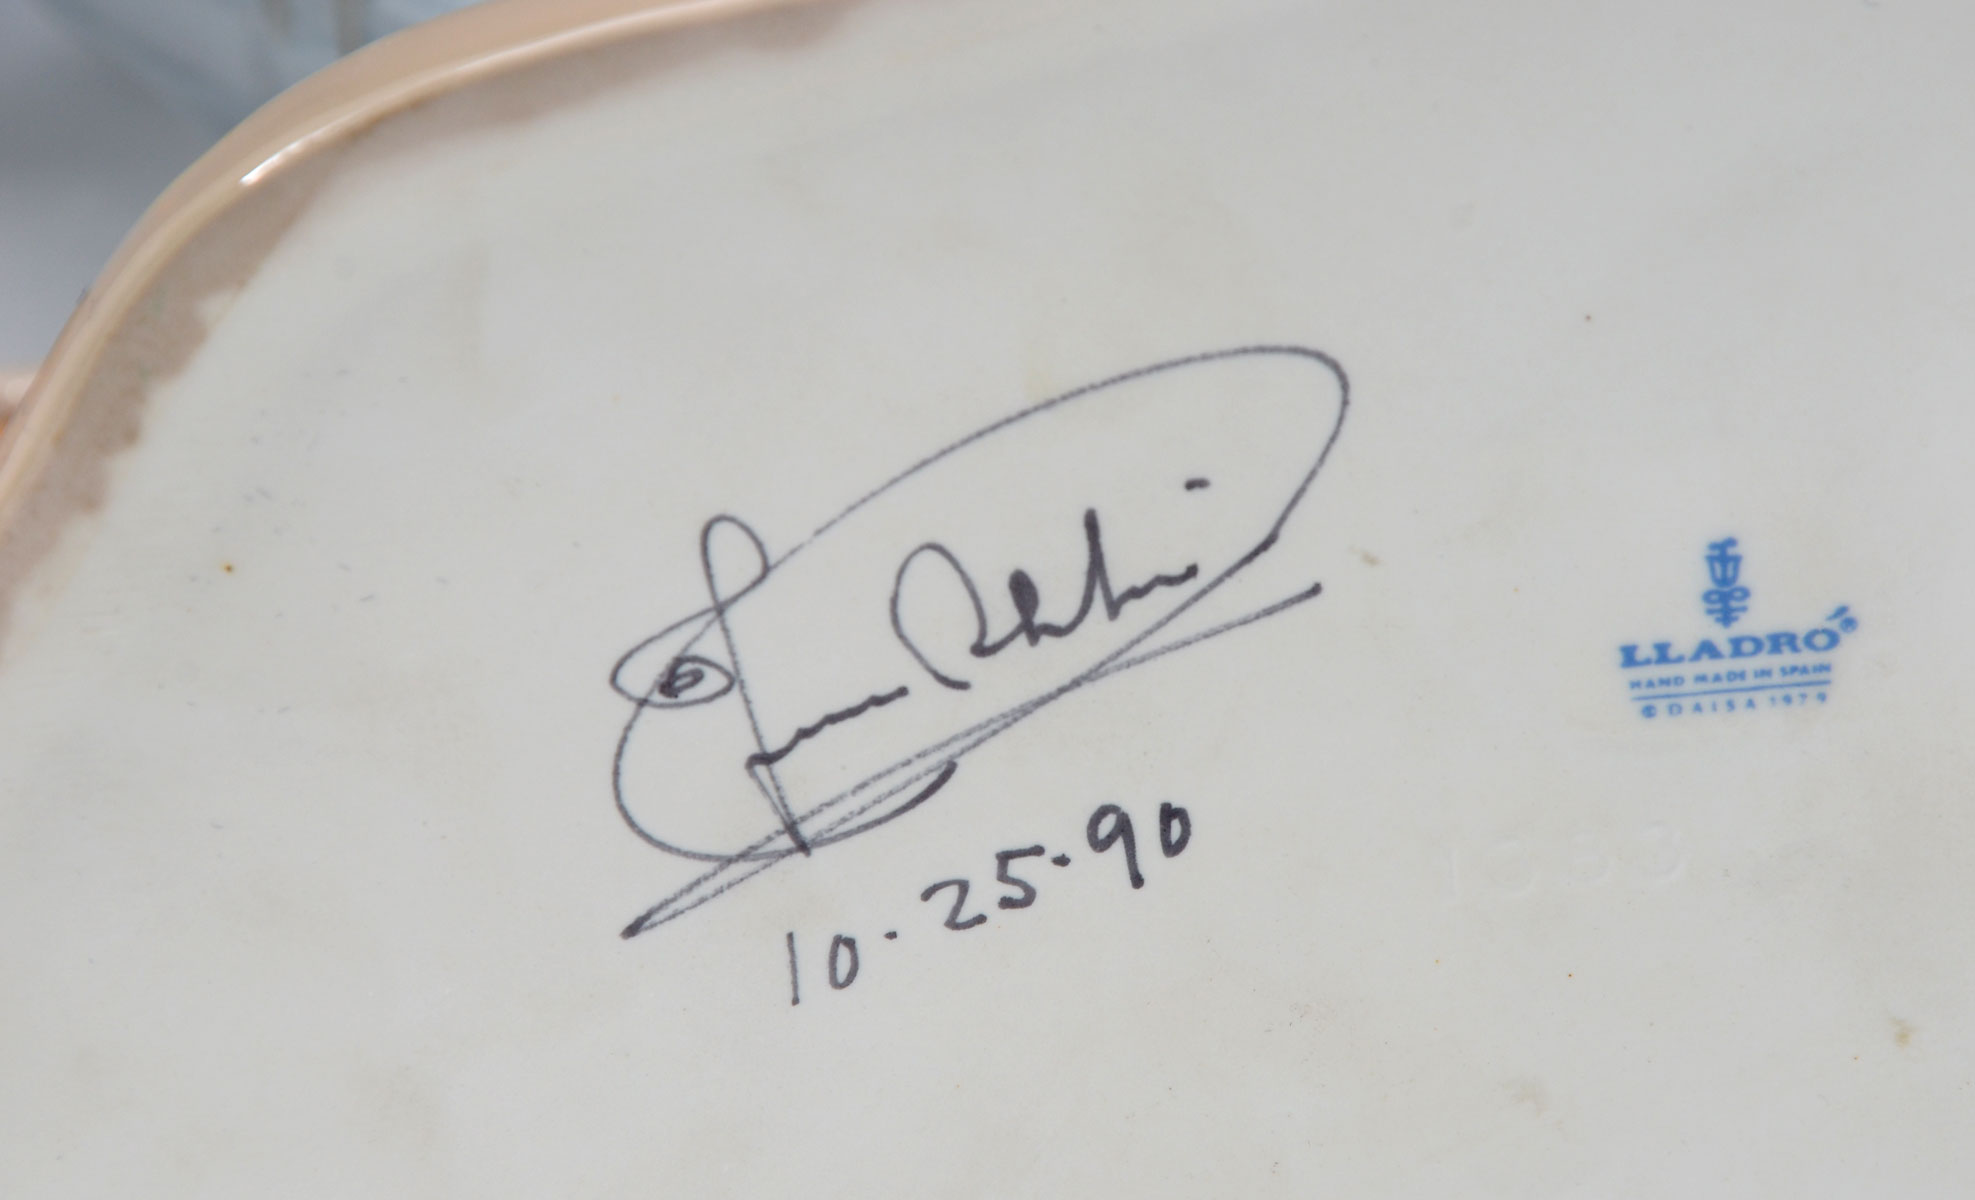 10·25·90
LLADRÓ®
HAND MADE IN SPAIN
© DAISA 1979